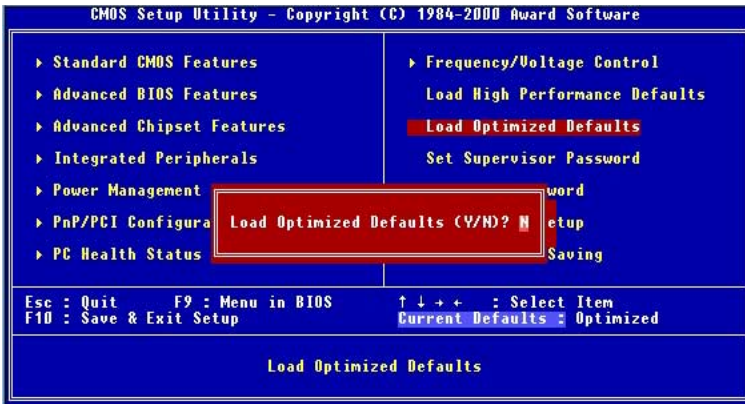 CMOS Setup Utility - Copyright (C) 1984-2000 Award Software
Standard CMOS Features
Advanced BIOS Features
Advanced Chipset Features
Integrated Peripherals
Power Management
PnP/PCI Configura
PC Health Status
Frequency/Voltage Control
Load High Performance Defaults
Load Optimized Defaults
Set Supervisor Password
word
etup
Saving
Load Optimized Defaults (Y/N)? N
Esc : Quit F9 : Menu in BIOS ↑ ↓ → ← : Select Item
F10 : Save & Exit Setup Current Defaults : Optimized
Load Optimized Defaults